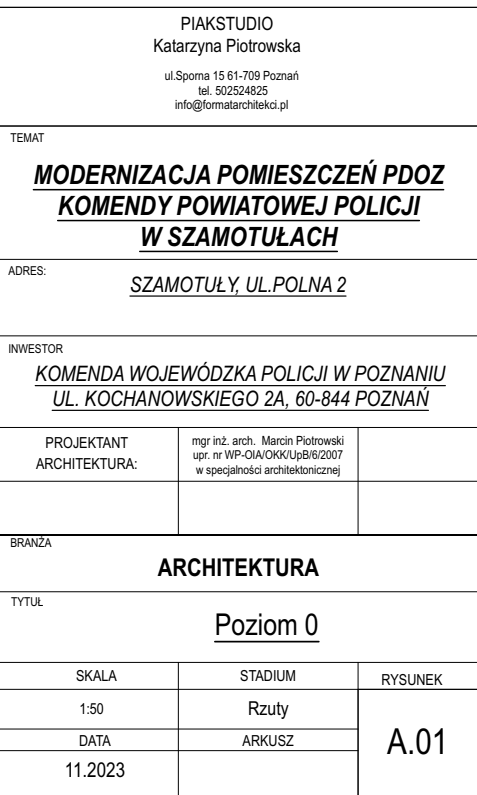 PIAKSTUDIO
Katarzyna Piotrowska
ul.Sporna 15 61-709 Poznań
tel. 502524825
info@formatarchitekci.pl
TEMAT
MODERNIZACJA POMIESZCZEŃ PDOZ
KOMENDY POWIATOWEJ POLICJI
W SZAMOTUŁACH
ADRES:
SZAMOTUŁY, UL.POLNA 2
INWESTOR
KOMENDA WOJEWÓDZKA POLICJI W POZNANIU
UL. KOCHANOWSKIEGO 2A, 60-844 POZNAŃ
PROJEKTANT
ARCHITEKTURA:
mgr inż. arch. Marcin Piotrowski
upr. nr WP-OIA/OKK/UpB/6/2007
w specjalności architektonicznej
BRANŻA
ARCHITEKTURA
TYTUŁ
Poziom 0
SKALA
1:50
STADIUM
Rzuty
RYSUNEK
A.01
DATA
11.2023
ARKUSZ